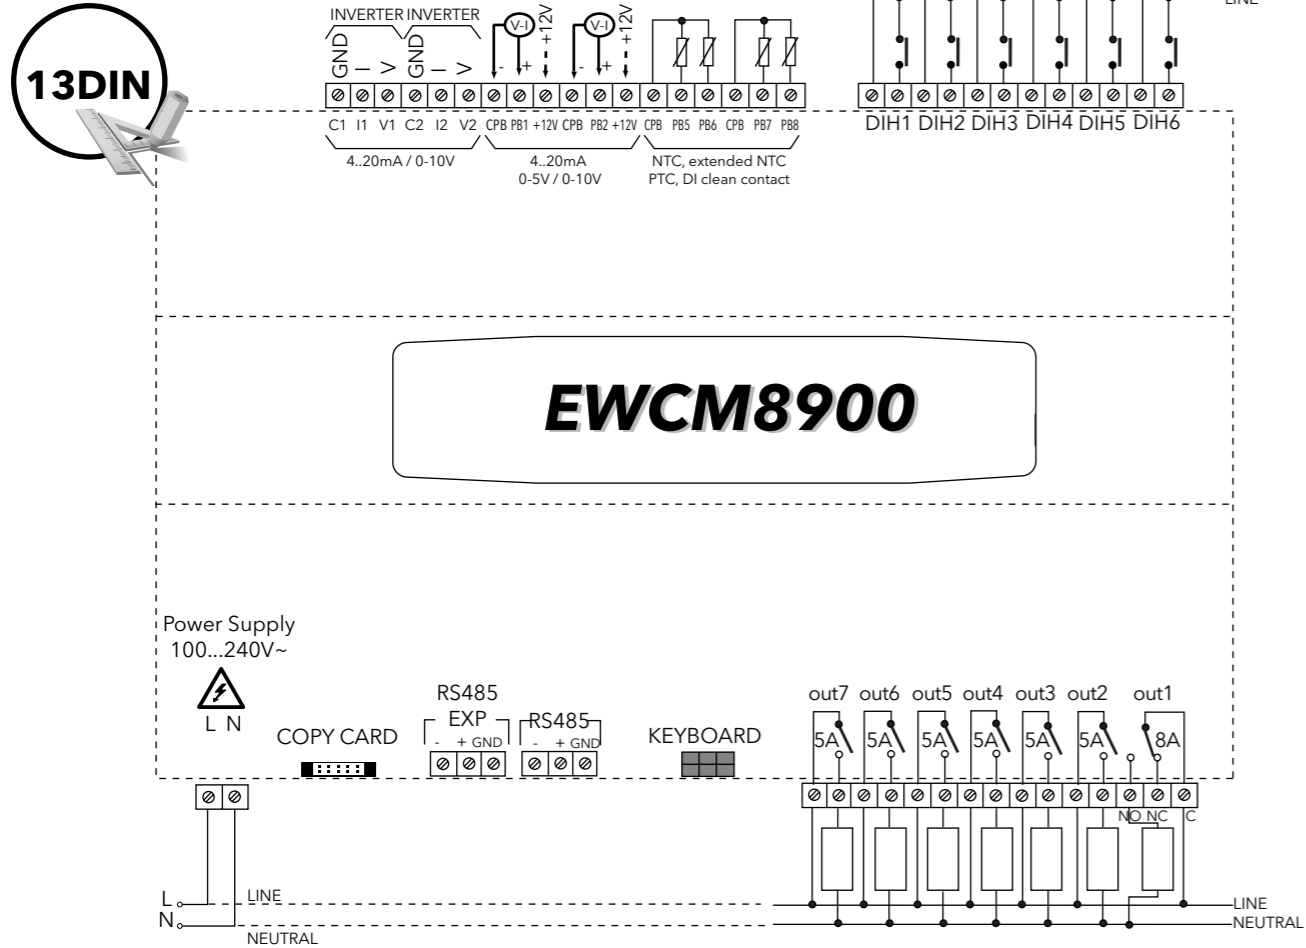 LINE
13DIN
INVERTER INVERTER
GND I V GND I V - V-I + +12V - V-I + +12V
C1 I1 V1 C2 I2 V2 CPB PB1 +12V CPB PB2 +12V CPB PB5 PB6 CPB PB7 PB8
DIH1 DIH2 DIH3 DIH4 DIH5 DIH6
4..20mA / 0-10V
4..20mA
0-5V / 0-10V
NTC, extended NTC
PTC, DI clean contact
EWCM8900
Power Supply
100...240V~
L N
COPY CARD
RS485
EXP
- + GND
RS485
- + GND
KEYBOARD
out7 out6 out5 out4 out3 out2 out1
5A 5A 5A 5A 5A 5A 8A
NO NC C
L
LINE
N
NEUTRAL
LINE
NEUTRAL